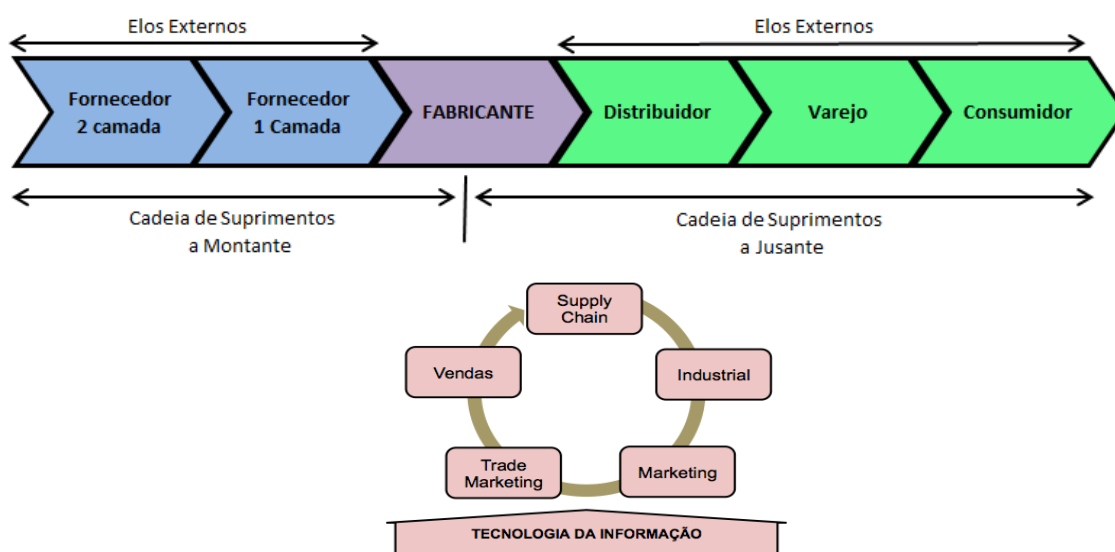 Elos Externos
Elos Externos
Fornecedor
2 camada
Fornecedor
1 Camada
FABRICANTE
Distribuidor
Varejo
Consumidor
Cadeia de Suprimentos
a Montante
Cadeia de Suprimentos
a Jusante
Supply
Chain
Vendas
Industrial
Trade
Marketing
Marketing
TECNOLOGIA DA INFORMAÇÃO